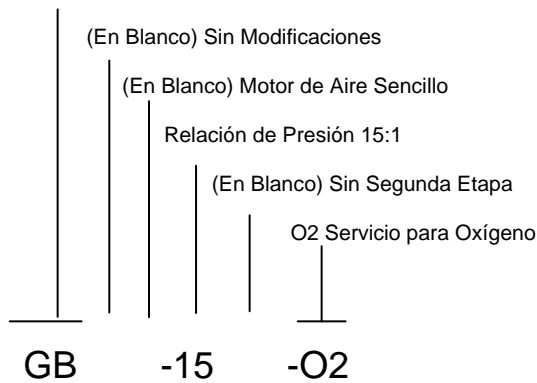 (En Blanco) Sin Modificaciones
(En Blanco) Motor de Aire Sencillo
Relación de Presión 15:1
(En Blanco) Sin Segunda Etapa
O2 Servicio para Oxígeno
GB -15 -O2